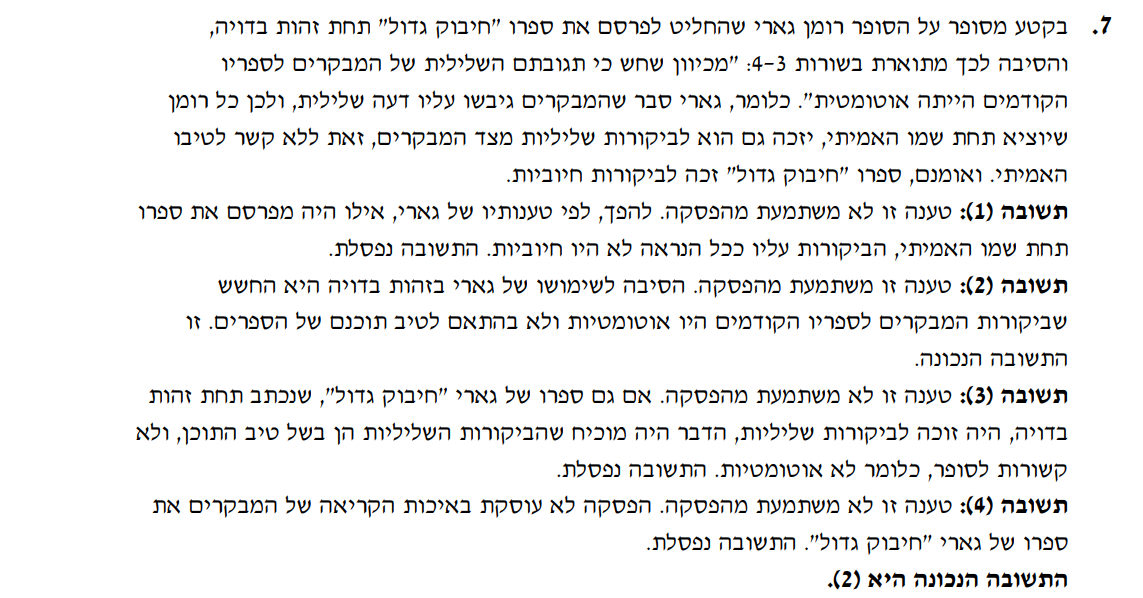 7. בקטע מסופר על הסופר רומן גארי שהחליט לפרסם את ספרו "חיבוק גדול" תחת זהות בדויה,
והסיבה לכך מתוארת בשורות 3-4: "מכיוון שחש כי תגובתם השלילית של המבקרים לספריו
הקודמים הייתה אוטומטית". כלומר, גארי סבר שהמבקרים גיבשו עליו דעה שלילית, ולכן כל רומן
שיוציא תחת שמו האמיתי, יזכה גם הוא לביקורות שליליות מצד המבקרים, זאת ללא קשר לטיבו
האמיתי. ואומנם, ספרו "חיבוק גדול" זכה לביקורות חיוביות.
תשובה (1): טענה זו לא משתמעת מהפסקה. להפך, לפי טענותיו של גארי, אילו היה מפרסם את ספרו
תחת שמו האמיתי, הביקורות עליו ככל הנראה לא היו חיוביות. התשובה נפסלת.
תשובה (2): טענה זו משתמעת מהפסקה. הסיבה לשימושו של גארי בזהות בדויה היא החשש
שביקורות המבקרים לספריו הקודמים היו אוטומטיות ולא בהתאם לטיב תוכנם של הספרים. זו
התשובה הנכונה.
תשובה (3): טענה זו לא משתמעת מהפסקה. אם גם ספרו של גארי "חיבוק גדול", שנכתב תחת זהות
בדויה, היה זוכה לביקורות שליליות, הדבר היה מוכיח שהביקורות השליליות הן בשל טיב התוכן, ולא
קשורות לסופר, כלומר לא אוטומטיות. התשובה נפסלת.
תשובה (4): טענה זו לא משתמעת מהפסקה. הפסקה לא עוסקת באיכות הקריאה של המבקרים את
ספרו של גארי "חיבוק גדול". התשובה נפסלת.
התשובה הנכונה היא (2).